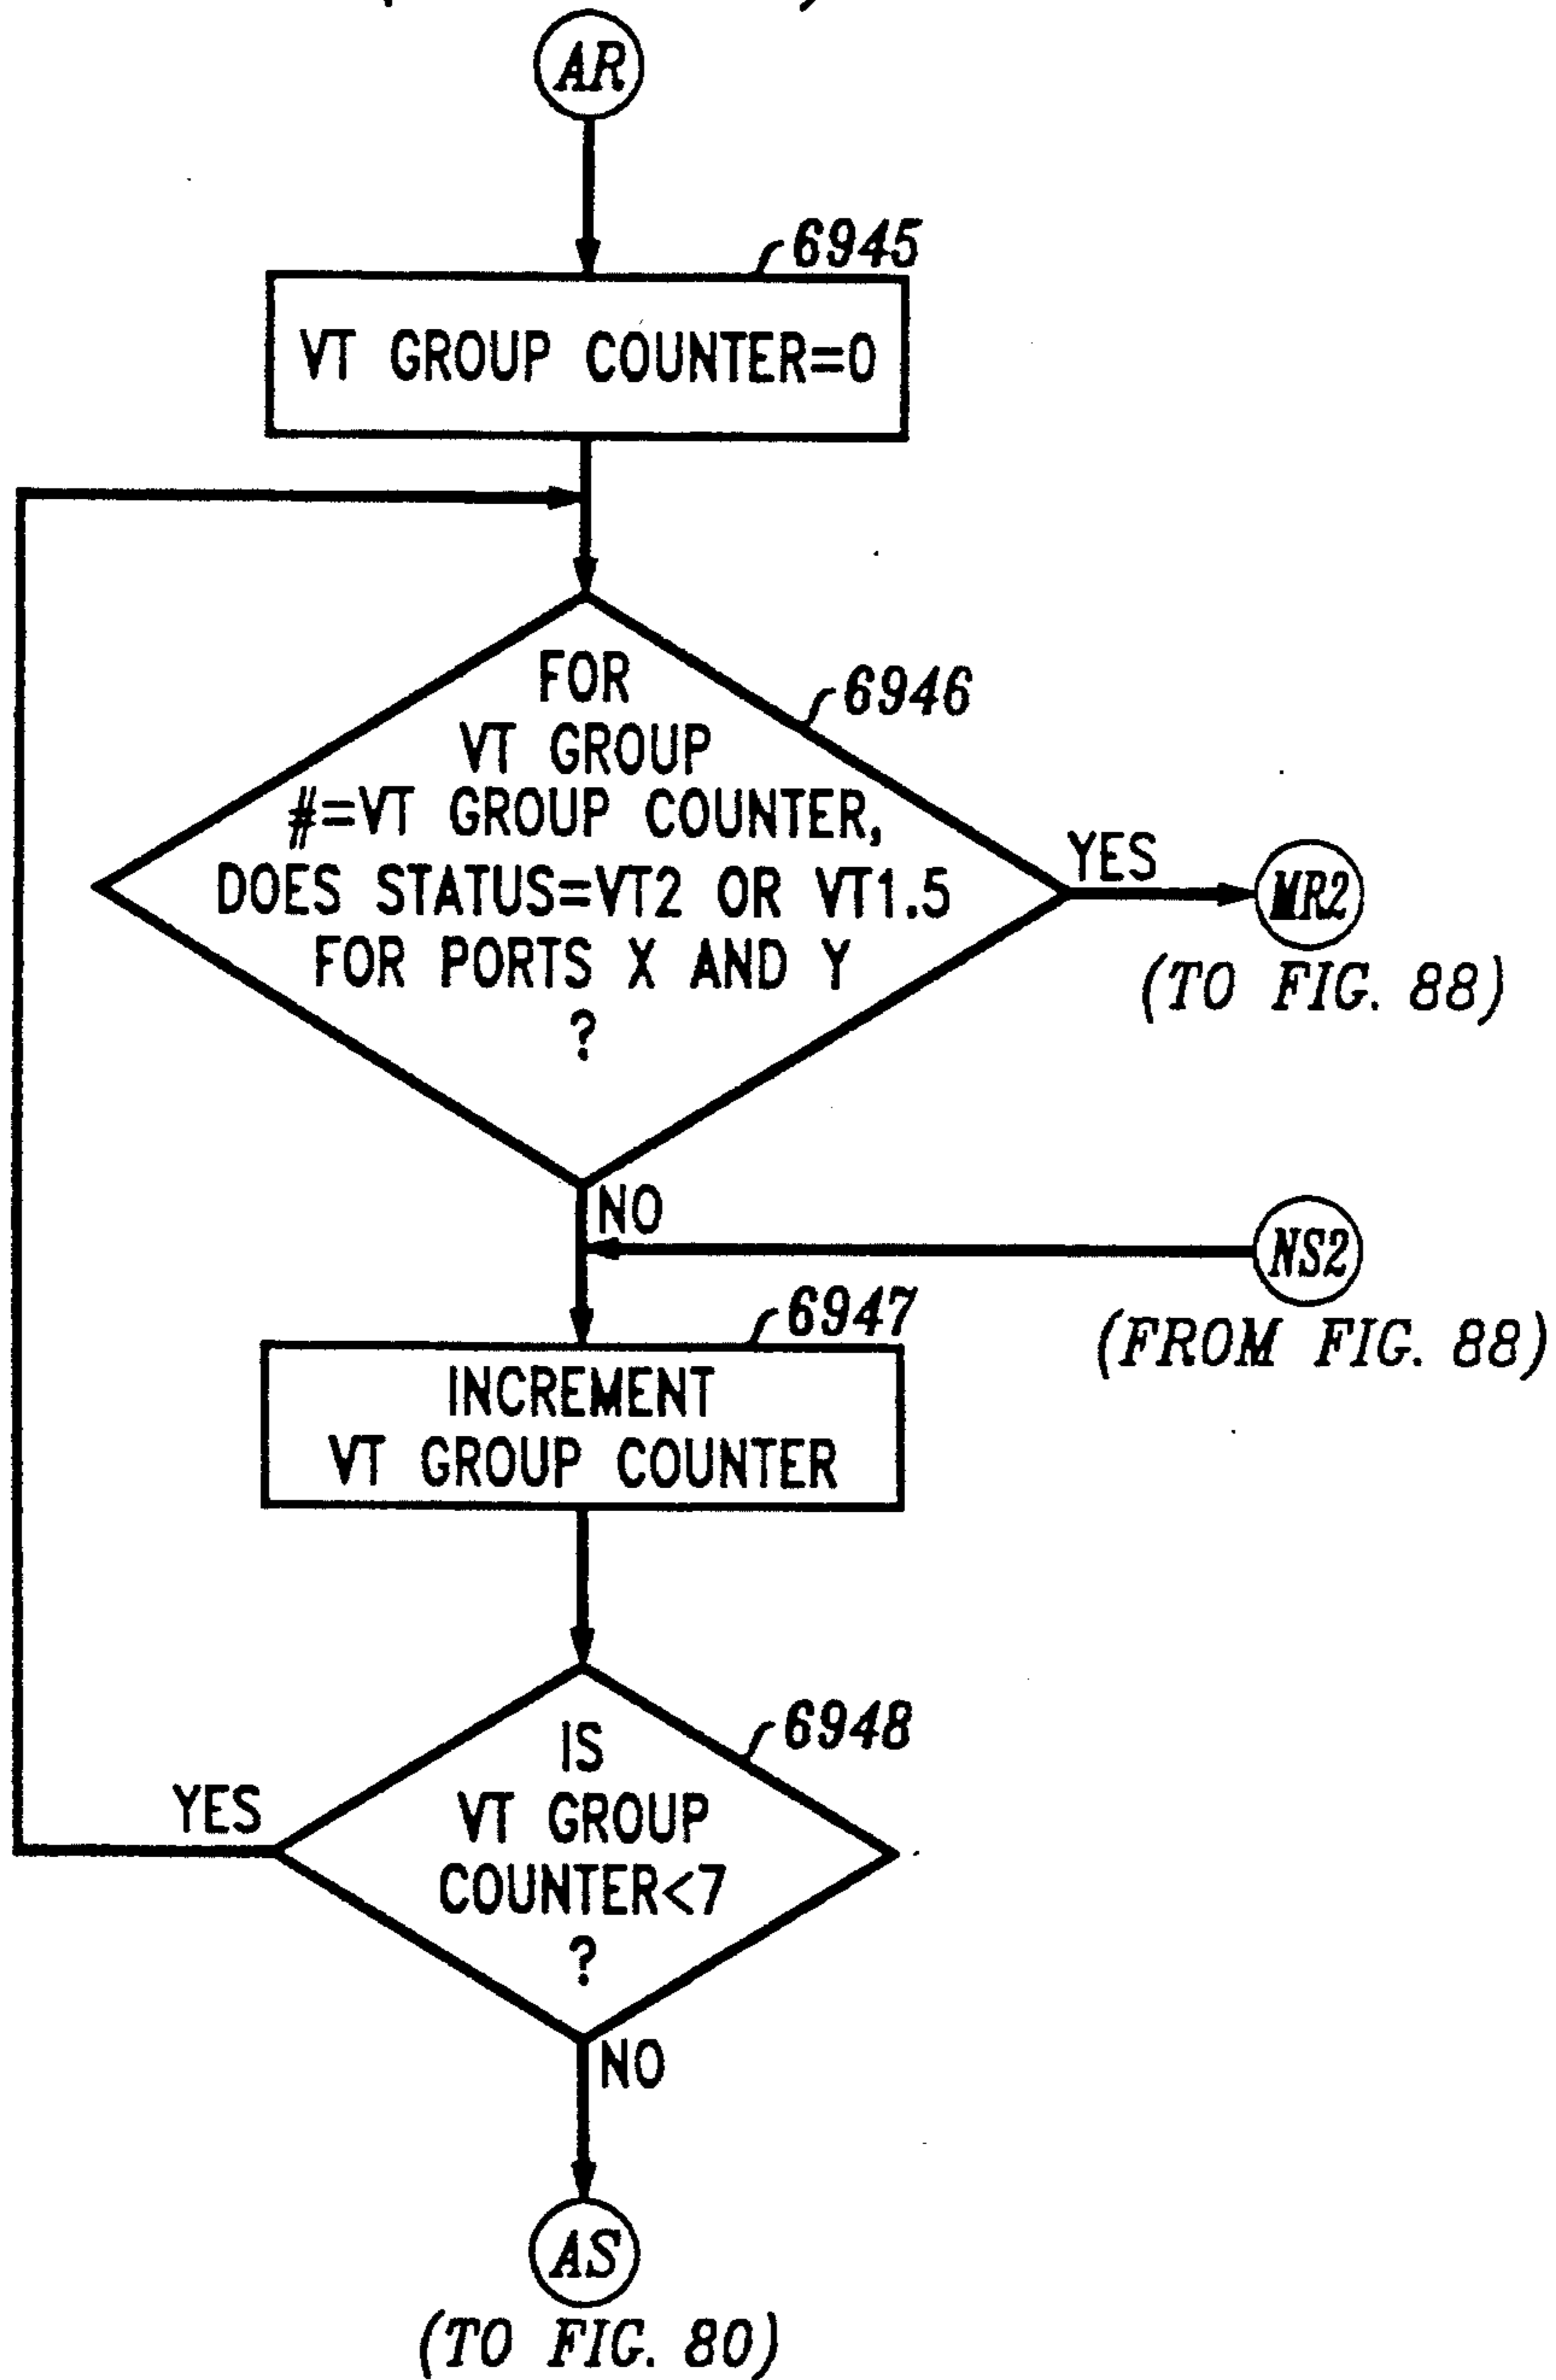 AR
6945
VT GROUP COUNTER=0
FOR
6946
VT GROUP
#=VT GROUP COUNTER,
DOES STATUS=VT2 OR VT1.5
FOR PORTS X AND Y
?
YES
MR2
(TO FIG. 88)
NO
NS2
(FROM FIG. 88)
6947
INCREMENT
VT GROUP COUNTER
6948
IS
VT GROUP
COUNTER<7
?
YES
NO
AS
(TO FIG. 80)